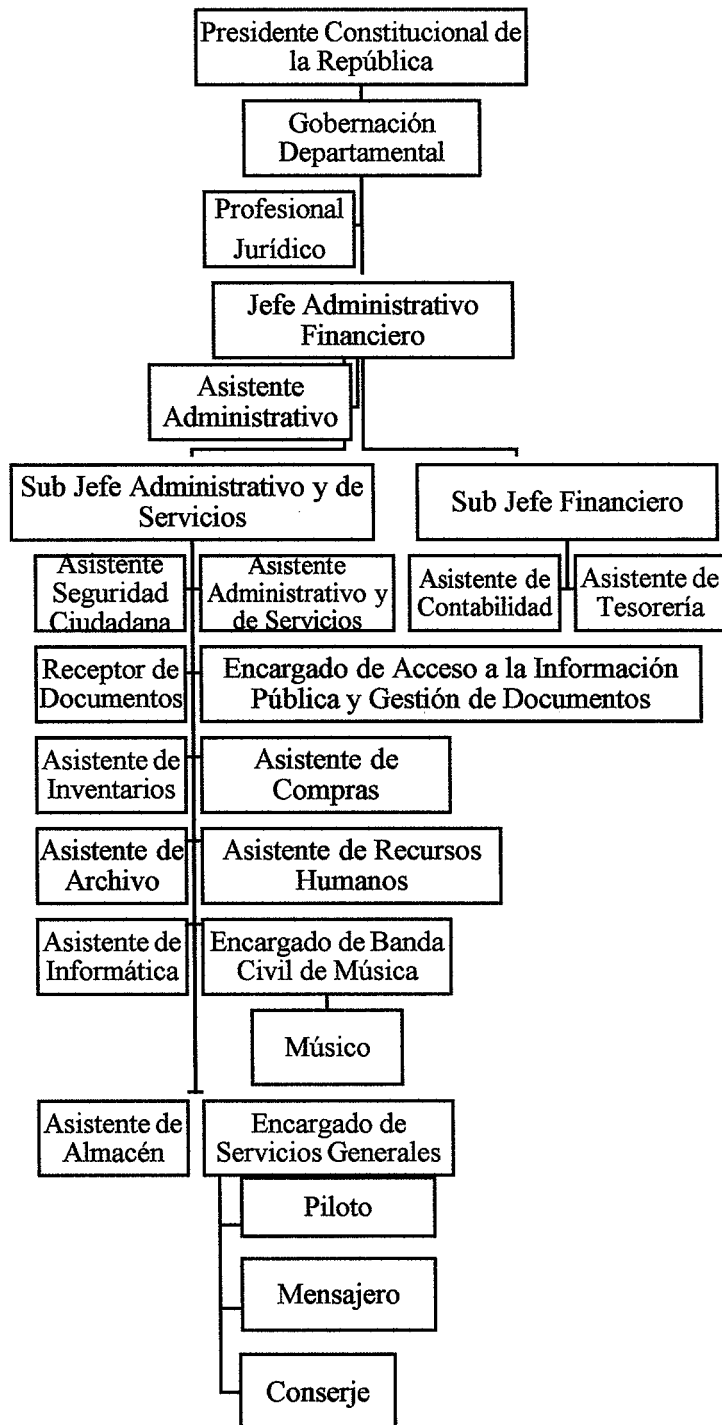 Presidente Constitucional de
la República
Gobernación
Departamental
Profesional
Jurídico
Jefe Administrativo
Financiero
Asistente
Administrativo
Sub Jefe Administrativo y de
Servicios
Sub Jefe Financiero
Asistente
Seguridad
Ciudadana
Asistente
Administrativo y
de Servicios
Asistente de
Contabilidad
Asistente de
Tesorería
Receptor de
Documentos
Encargado de Acceso a la Información
Pública y Gestión de Documentos
Asistente de
Inventarios
Asistente de
Compras
Asistente de
Archivo
Asistente de Recursos
Humanos
Asistente de
Informática
Encargado de Banda
Civil de Música
Músico
Asistente de
Almacén
Encargado de
Servicios Generales
Piloto
Mensajero
Conserje